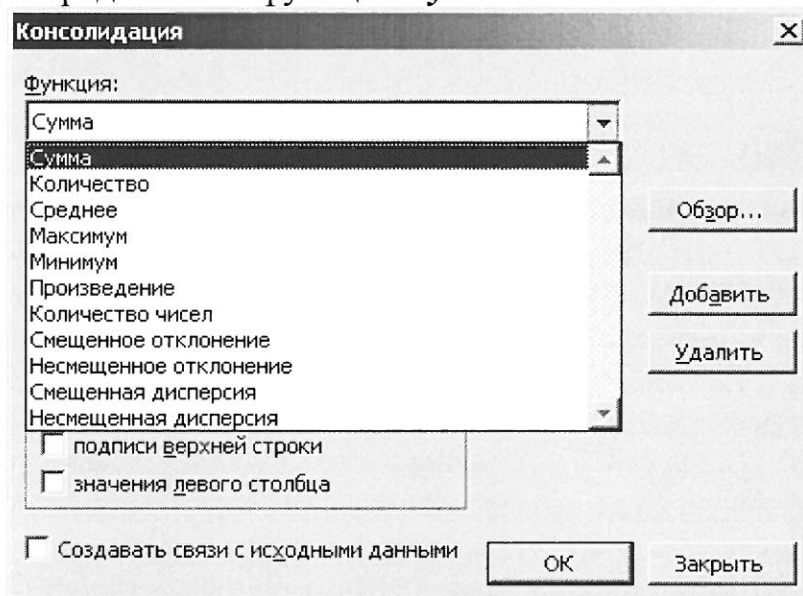 Консолидация
Функция:
Сумма
Сумма
Количество
Среднее
Максимум
Минимум
Произведение
Количество чисел
Смещенное отклонение
Несмещенное отклонение
Смещенная дисперсия
Несмещенная дисперсия
Обзор...
Добавить
Удалить
подписи верхней строки
значения левого столбца
Создавать связи с исходными данными
ОК
Закрыть